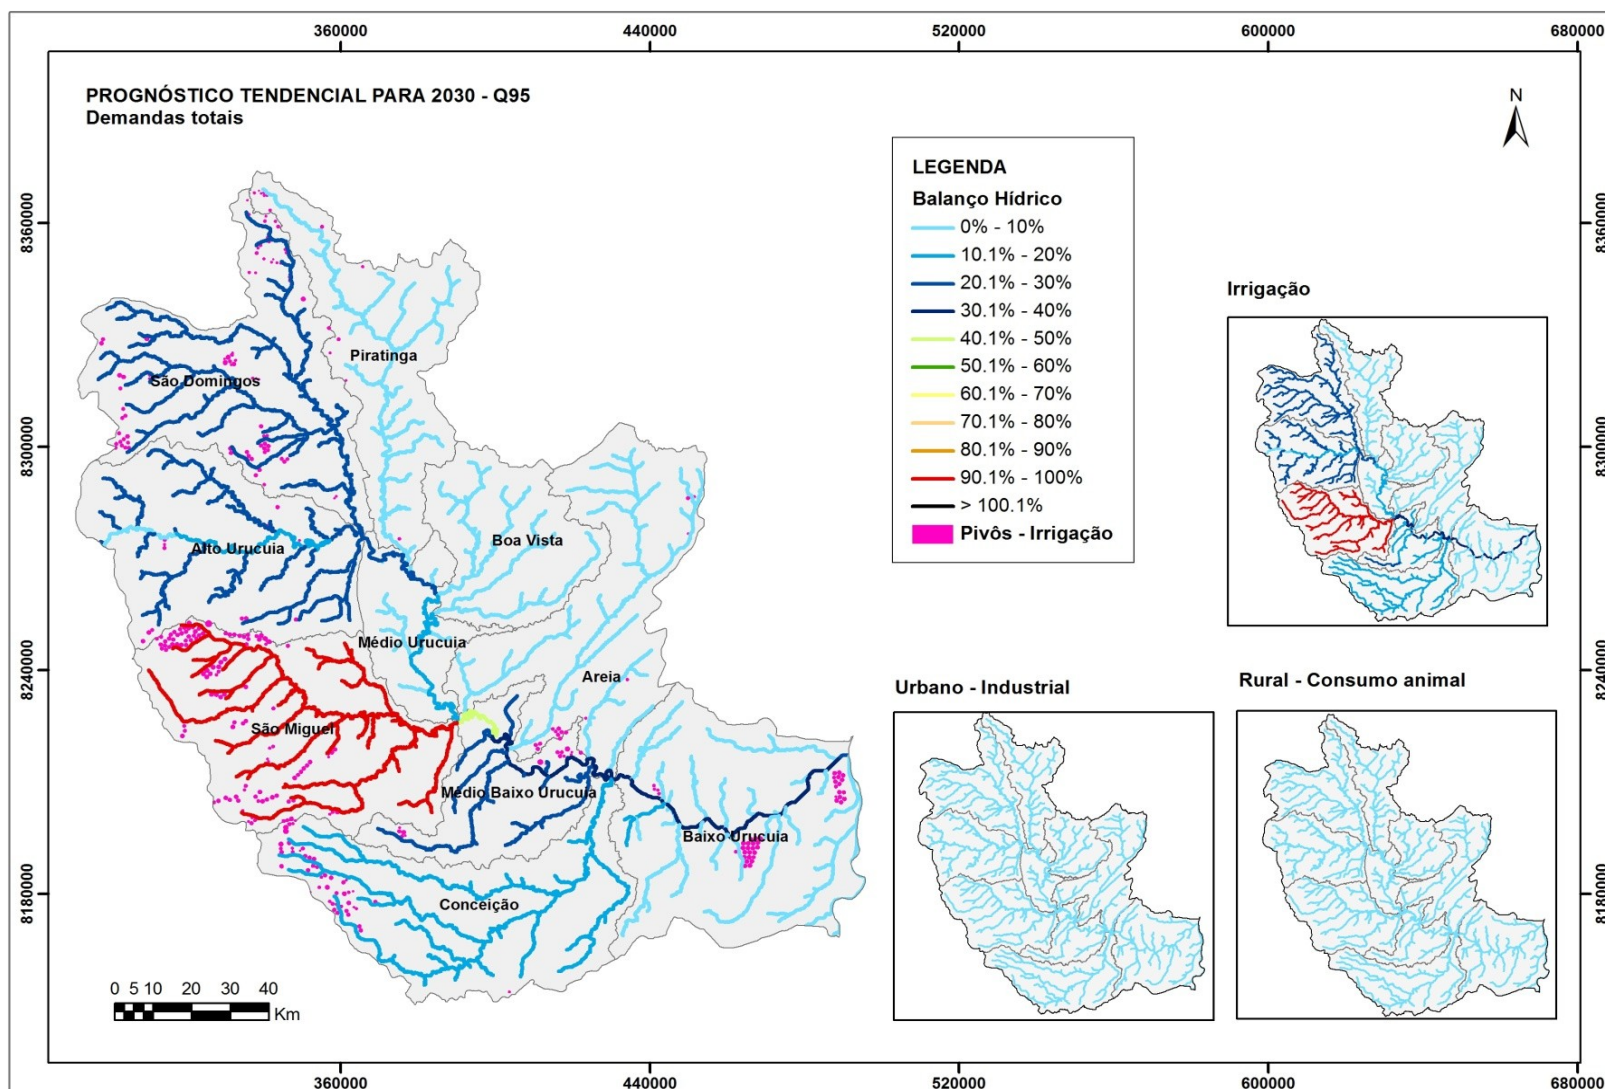 360000 440000 520000 600000 680000
PROGNÓSTICO TENDENCIAL PARA 2030 - Q95
Demandas totais
N
LEGENDA
Balanço Hídrico
0% - 10%
10.1% - 20%
20.1% - 30%
30.1% - 40%
40.1% - 50%
50.1% - 60%
60.1% - 70%
70.1% - 80%
80.1% - 90%
90.1% - 100%
> 100.1%
Pivôs - Irrigação
8360000
8300000
8240000
8180000
8360000
8300000
8240000
8180000
Piratinga
São Domingos
Alto Urucuia
Boa Vista
Médio Urucuia
Areia
São Miguel
Médio Baixo Urucuia
Baixo Urucuia
Conceição
Irrigação
Urbano - Industrial
Rural - Consumo animal
0 5 10 20 30 40
Km
360000 440000 520000 600000 680000